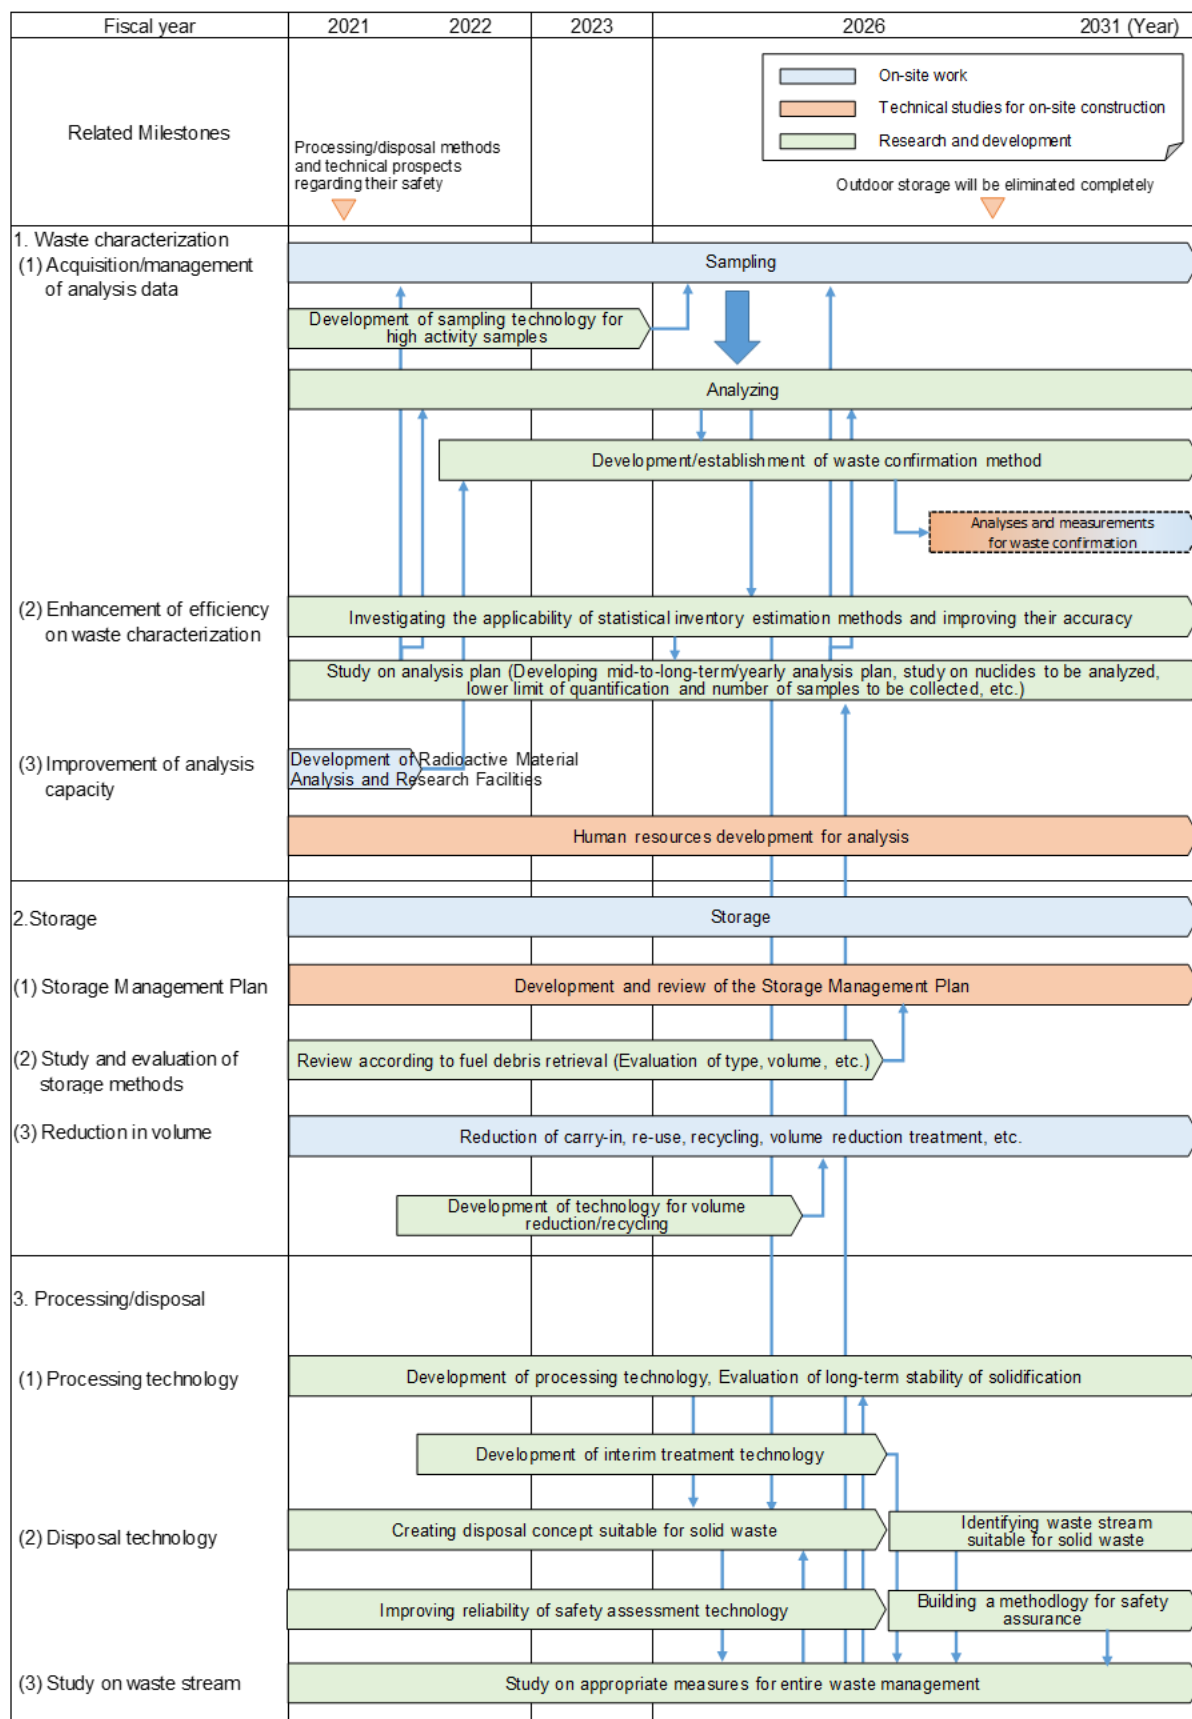 Fiscal year
2021
2022
2023
2026
2031 (Year)
On-site work
Technical studies for on-site construction
Research and development
Related Milestones
Processing/disposal methods
and technical prospects
regarding their safety
Outdoor storage will be eliminated completely
1. Waste characterization
(1) Acquisition/management
of analysis data
Sampling
Development of sampling technology for
high activity samples
Analyzing
Development/establishment of waste confirmation method
Analyses and measurements
for waste confirmation
(2) Enhancement of efficiency
on waste characterization
Investigating the applicability of statistical inventory estimation methods and improving their accuracy
Study on analysis plan (Developing mid-to-long-term/yearly analysis plan, study on nuclides to be analyzed,
lower limit of quantification and number of samples to be collected, etc.)
(3) Improvement of analysis
capacity
Development of Radioactive Material
Analysis and Research Facilities
Human resources development for analysis
2.Storage
Storage
(1) Storage Management Plan
Development and review of the Storage Management Plan
(2) Study and evaluation of
storage methods
Review according to fuel debris retrieval (Evaluation of type, volume, etc.)
(3) Reduction in volume
Reduction of carry-in, re-use, recycling, volume reduction treatment, etc.
Development of technology for volume
reduction/recycling
3. Processing/disposal
(1) Processing technology
Development of processing technology, Evaluation of long-term stability of solidification
Development of interim treatment technology
(2) Disposal technology
Creating disposal concept suitable for solid waste
Identifying waste stream
suitable for solid waste
Improving reliability of safety assessment technology
Building a methodlogy for safety
assurance
(3) Study on waste stream
Study on appropriate measures for entire waste management